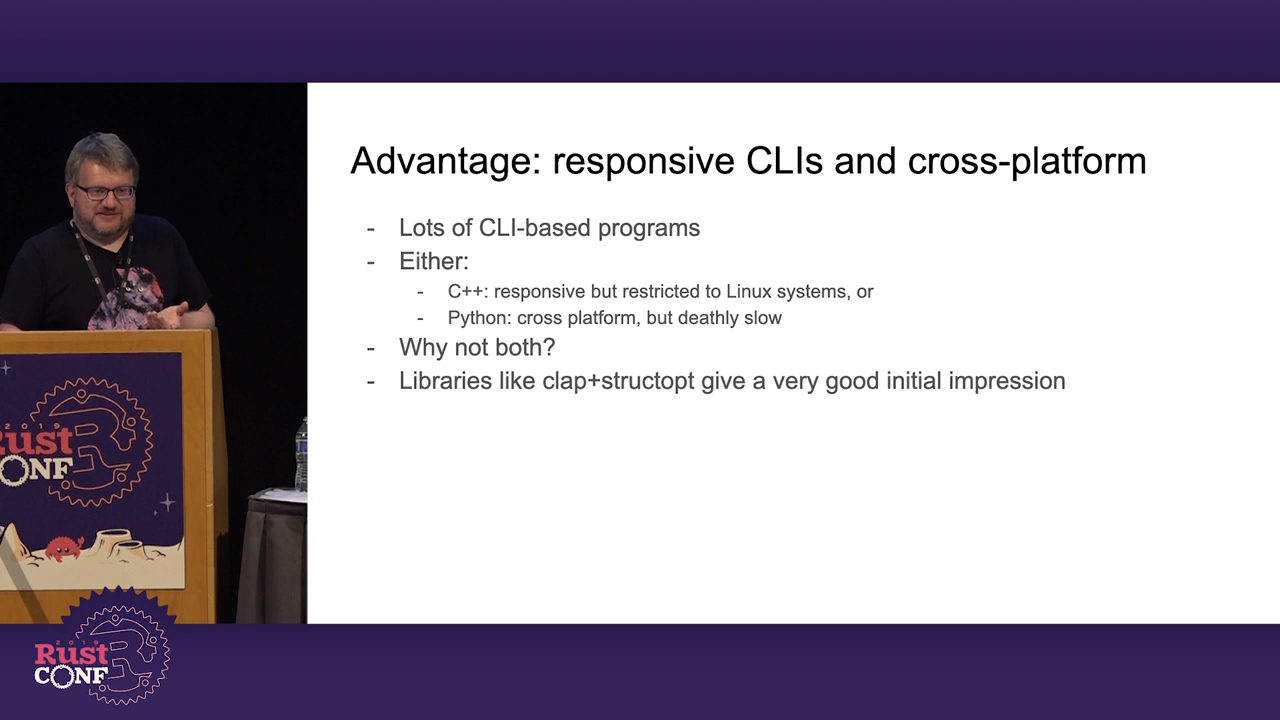 Advantage: responsive CLIs and cross-platform
- Lots of CLI-based programs
- Either:
- C++: responsive but restricted to Linux systems, or
- Python: cross platform, but deathly slow
- Why not both?
- Libraries like clap+structopt give a very good initial impression
2019
Rust
CONF
2019
Rust
CONF